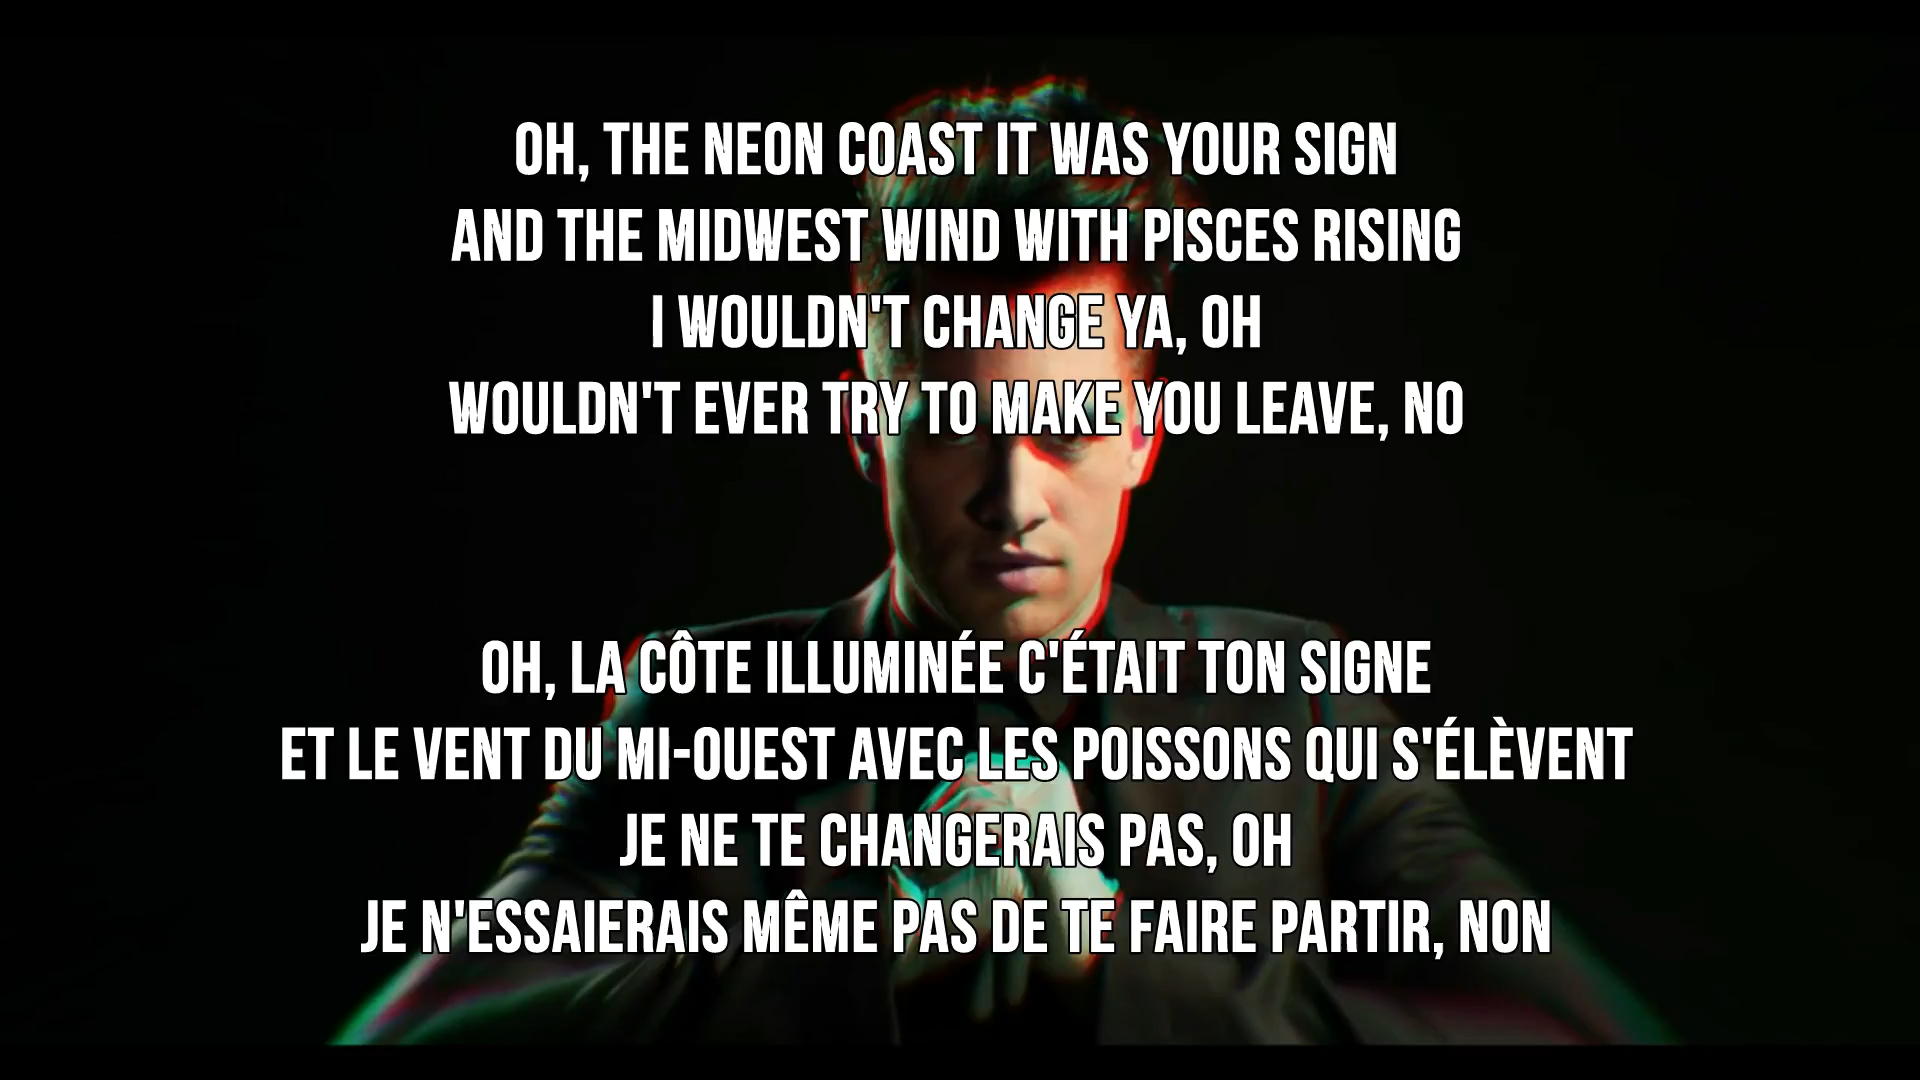 OH, THE NEON COAST IT WAS YOUR SIGN
AND THE MIDWEST WIND WITH PISCES RISING
I WOULDN'T CHANGE YA, OH
WOULDN'T EVER TRY TO MAKE YOU LEAVE, NO
OH, LA CÔTE ILLUMINÉE C'ÉTAIT TON SIGNE
ET LE VENT DU MI-OUEST AVEC LES POISSONS QUI S'ÉLÈVENT
JE NE TE CHANGERAIS PAS, OH
JE N'ESSAIERAIS MÊME PAS DE TE FAIRE PARTIR, NON